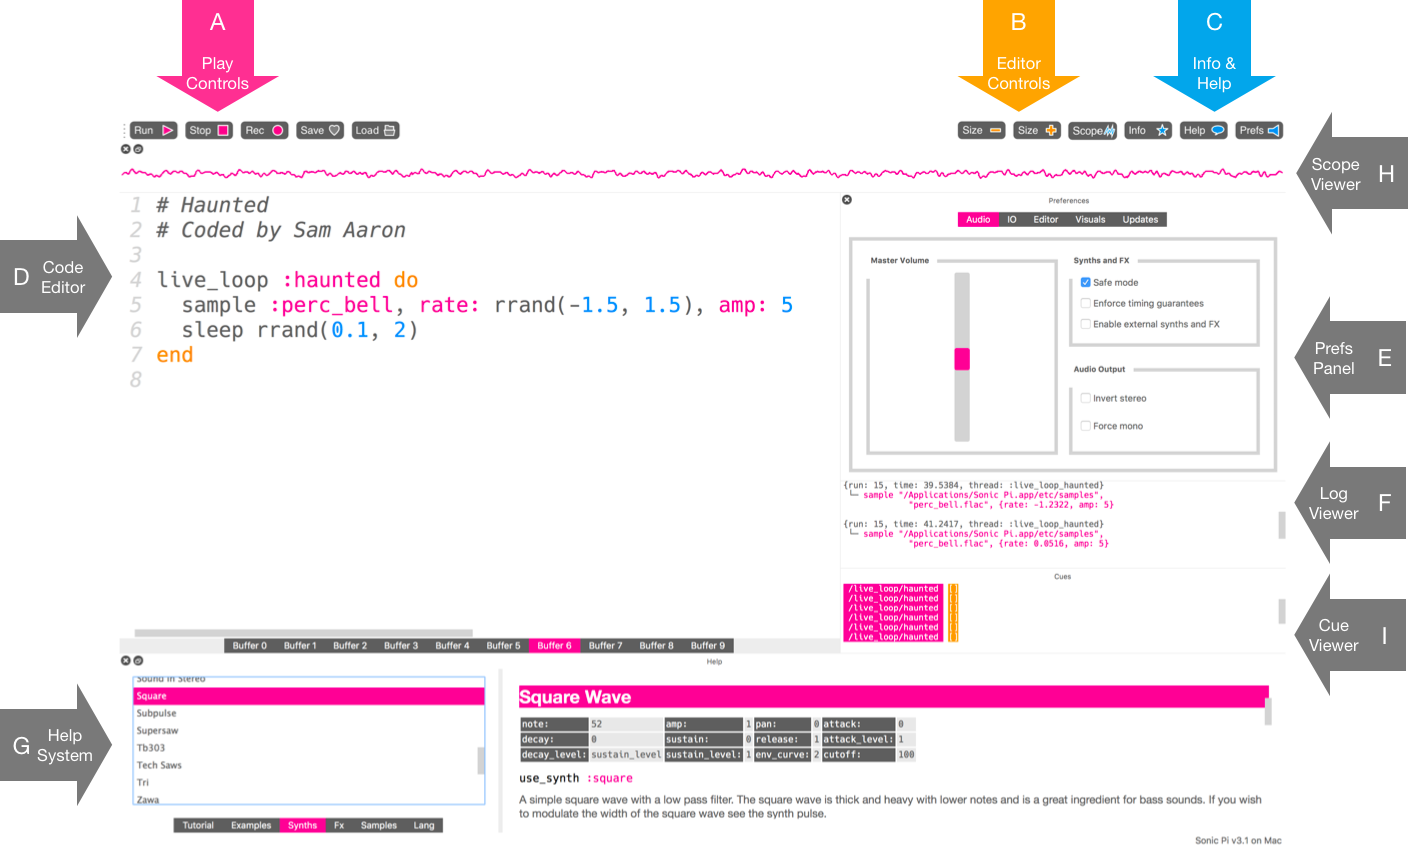 A
Play
Controls
B
Editor
Controls
C
Info &
Help
Run Stop Rec Save Load Size Size Scope Info Help Prefs
Scope
Viewer
H
1 # Haunted
2 # Coded by Sam Aaron
3
4 live_loop :haunted do
5 sample :perc_bell, rate: rrand(-1.5, 1.5), amp: 5
6 sleep rrand(0.1, 2)
7 end
8
D
Code
Editor
Preferences
Audio IO Editor Visuals Updates
Master Volume
Synths and FX
Safe mode
Enforce timing guarantees
Enable external synths and FX
Audio Output
Invert stereo
Force mono
Prefs
Panel
E
{run: 15, time: 39.5384, thread: :live_loop_haunted}
└─ sample "/Applications/Sonic Pi.app/etc/samples",
"perc_bell.flac", {rate: -1.2322, amp: 5}
{run: 15, time: 41.2417, thread: :live_loop_haunted}
└─ sample "/Applications/Sonic Pi.app/etc/samples",
"perc_bell.flac", {rate: 0.0516, amp: 5}
Log
Viewer
F
Cues
/live_loop/haunted []
/live_loop/haunted []
/live_loop/haunted []
/live_loop/haunted []
/live_loop/haunted []
/live_loop/haunted []
Cue
Viewer
I
Buffer 0 Buffer 1 Buffer 2 Buffer 3 Buffer 4 Buffer 5 Buffer 6 Buffer 7 Buffer 8 Buffer 9
Help
G
Help
System
Sound In Stereo
Square
Subpulse
Supersaw
Tb303
Tech Saws
Tri
Zawa
Tutorial Examples Synths Fx Samples Lang
Square Wave
note: 52 amp: 1 pan: 0 attack: 0
decay: 0 sustain: 0 release: 1 attack_level: 1
decay_level: sustain_level sustain_level: 1 env_curve: 2 cutoff: 100
use_synth :square
A simple square wave with a low pass filter. The square wave is thick and heavy with lower notes and is a great ingredient for bass sounds. If you wish
to modulate the width of the square wave see the synth pulse.
Sonic Pi v3.1 on Mac